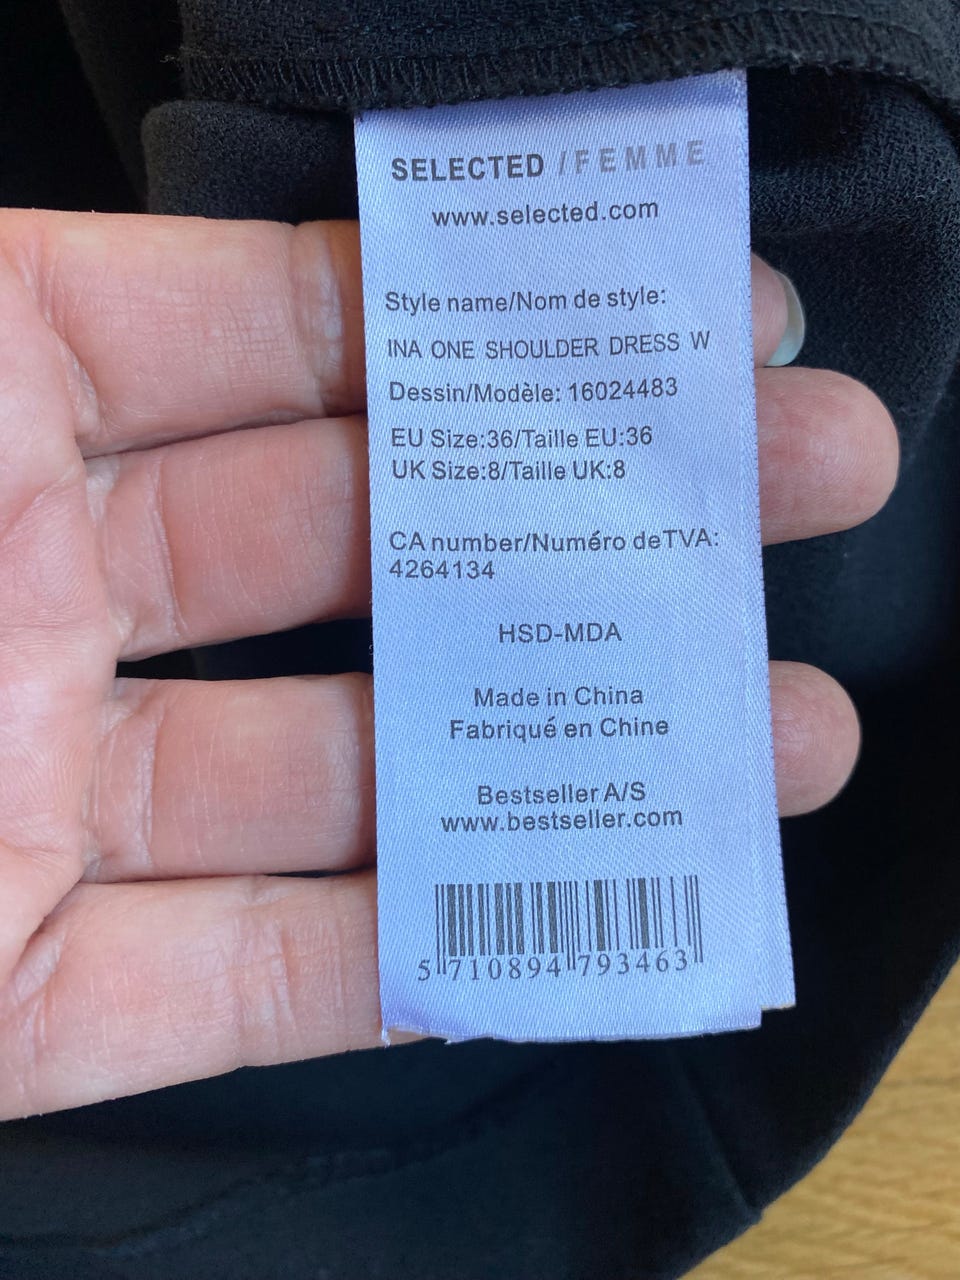 SELECTED / FEMME
www.selected.com
Style name/Nom de style:
INA ONE SHOULDER DRESS W
Dessin/Modèle: 16024483
EU Size:36/Taille EU:36
UK Size:8/Taille UK:8
CA number/Numéro deTVA:
4264134
HSD-MDA
Made in China
Fabriqué en Chine
Bestseller A/S
www.bestseller.com
5 710894 793463